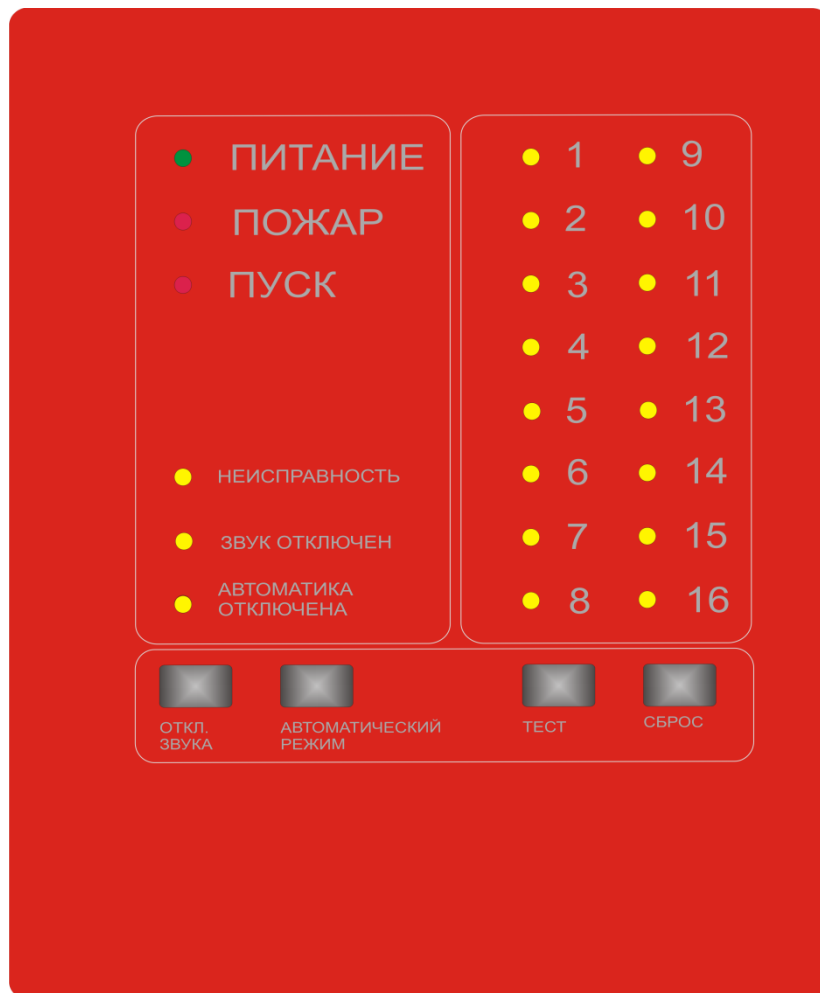 ПИТАНИЕ
ПОЖАР
ПУСК
НЕИСПРАВНОСТЬ
ЗВУК ОТКЛЮЧЕН
АВТОМАТИКА
ОТКЛЮЧЕНА
1
2
3
4
5
6
7
8
9
10
11
12
13
14
15
16
ОТКЛ.
ЗВУКА
АВТОМАТИЧЕСКИЙ
РЕЖИМ
ТЕСТ
СБРОС